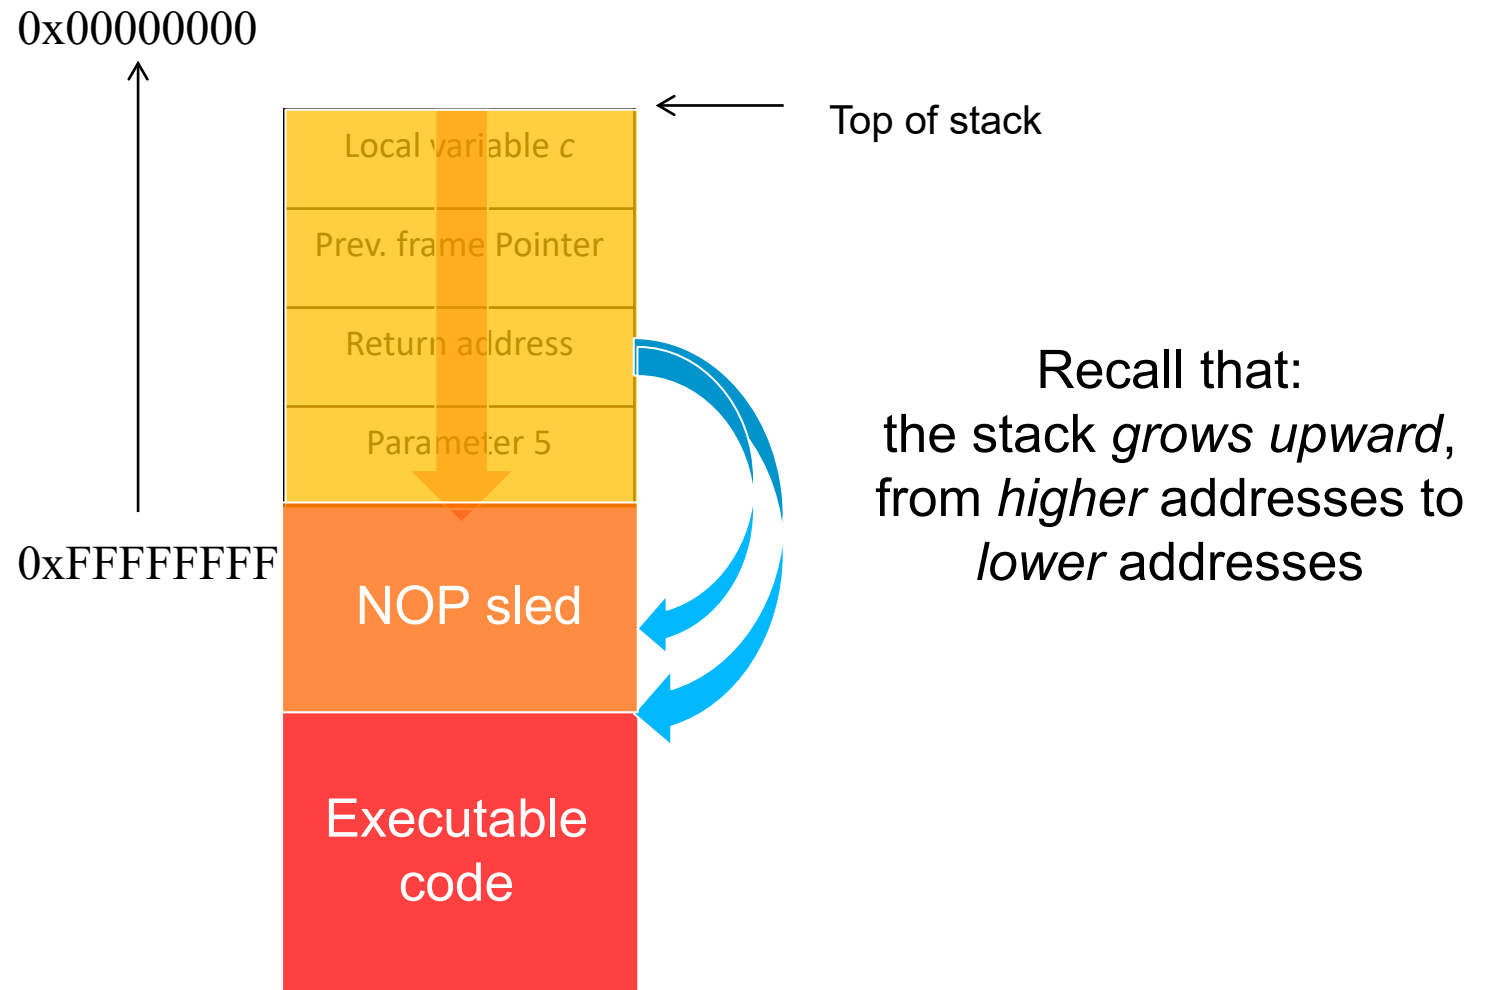 0x00000000
Top of stack
Local variable c
Prev. frame Pointer
Return address
Parameter 5
0xFFFFFFFF
NOP sled
Executable
code
Recall that:
the stack grows upward,
from higher addresses to
lower addresses